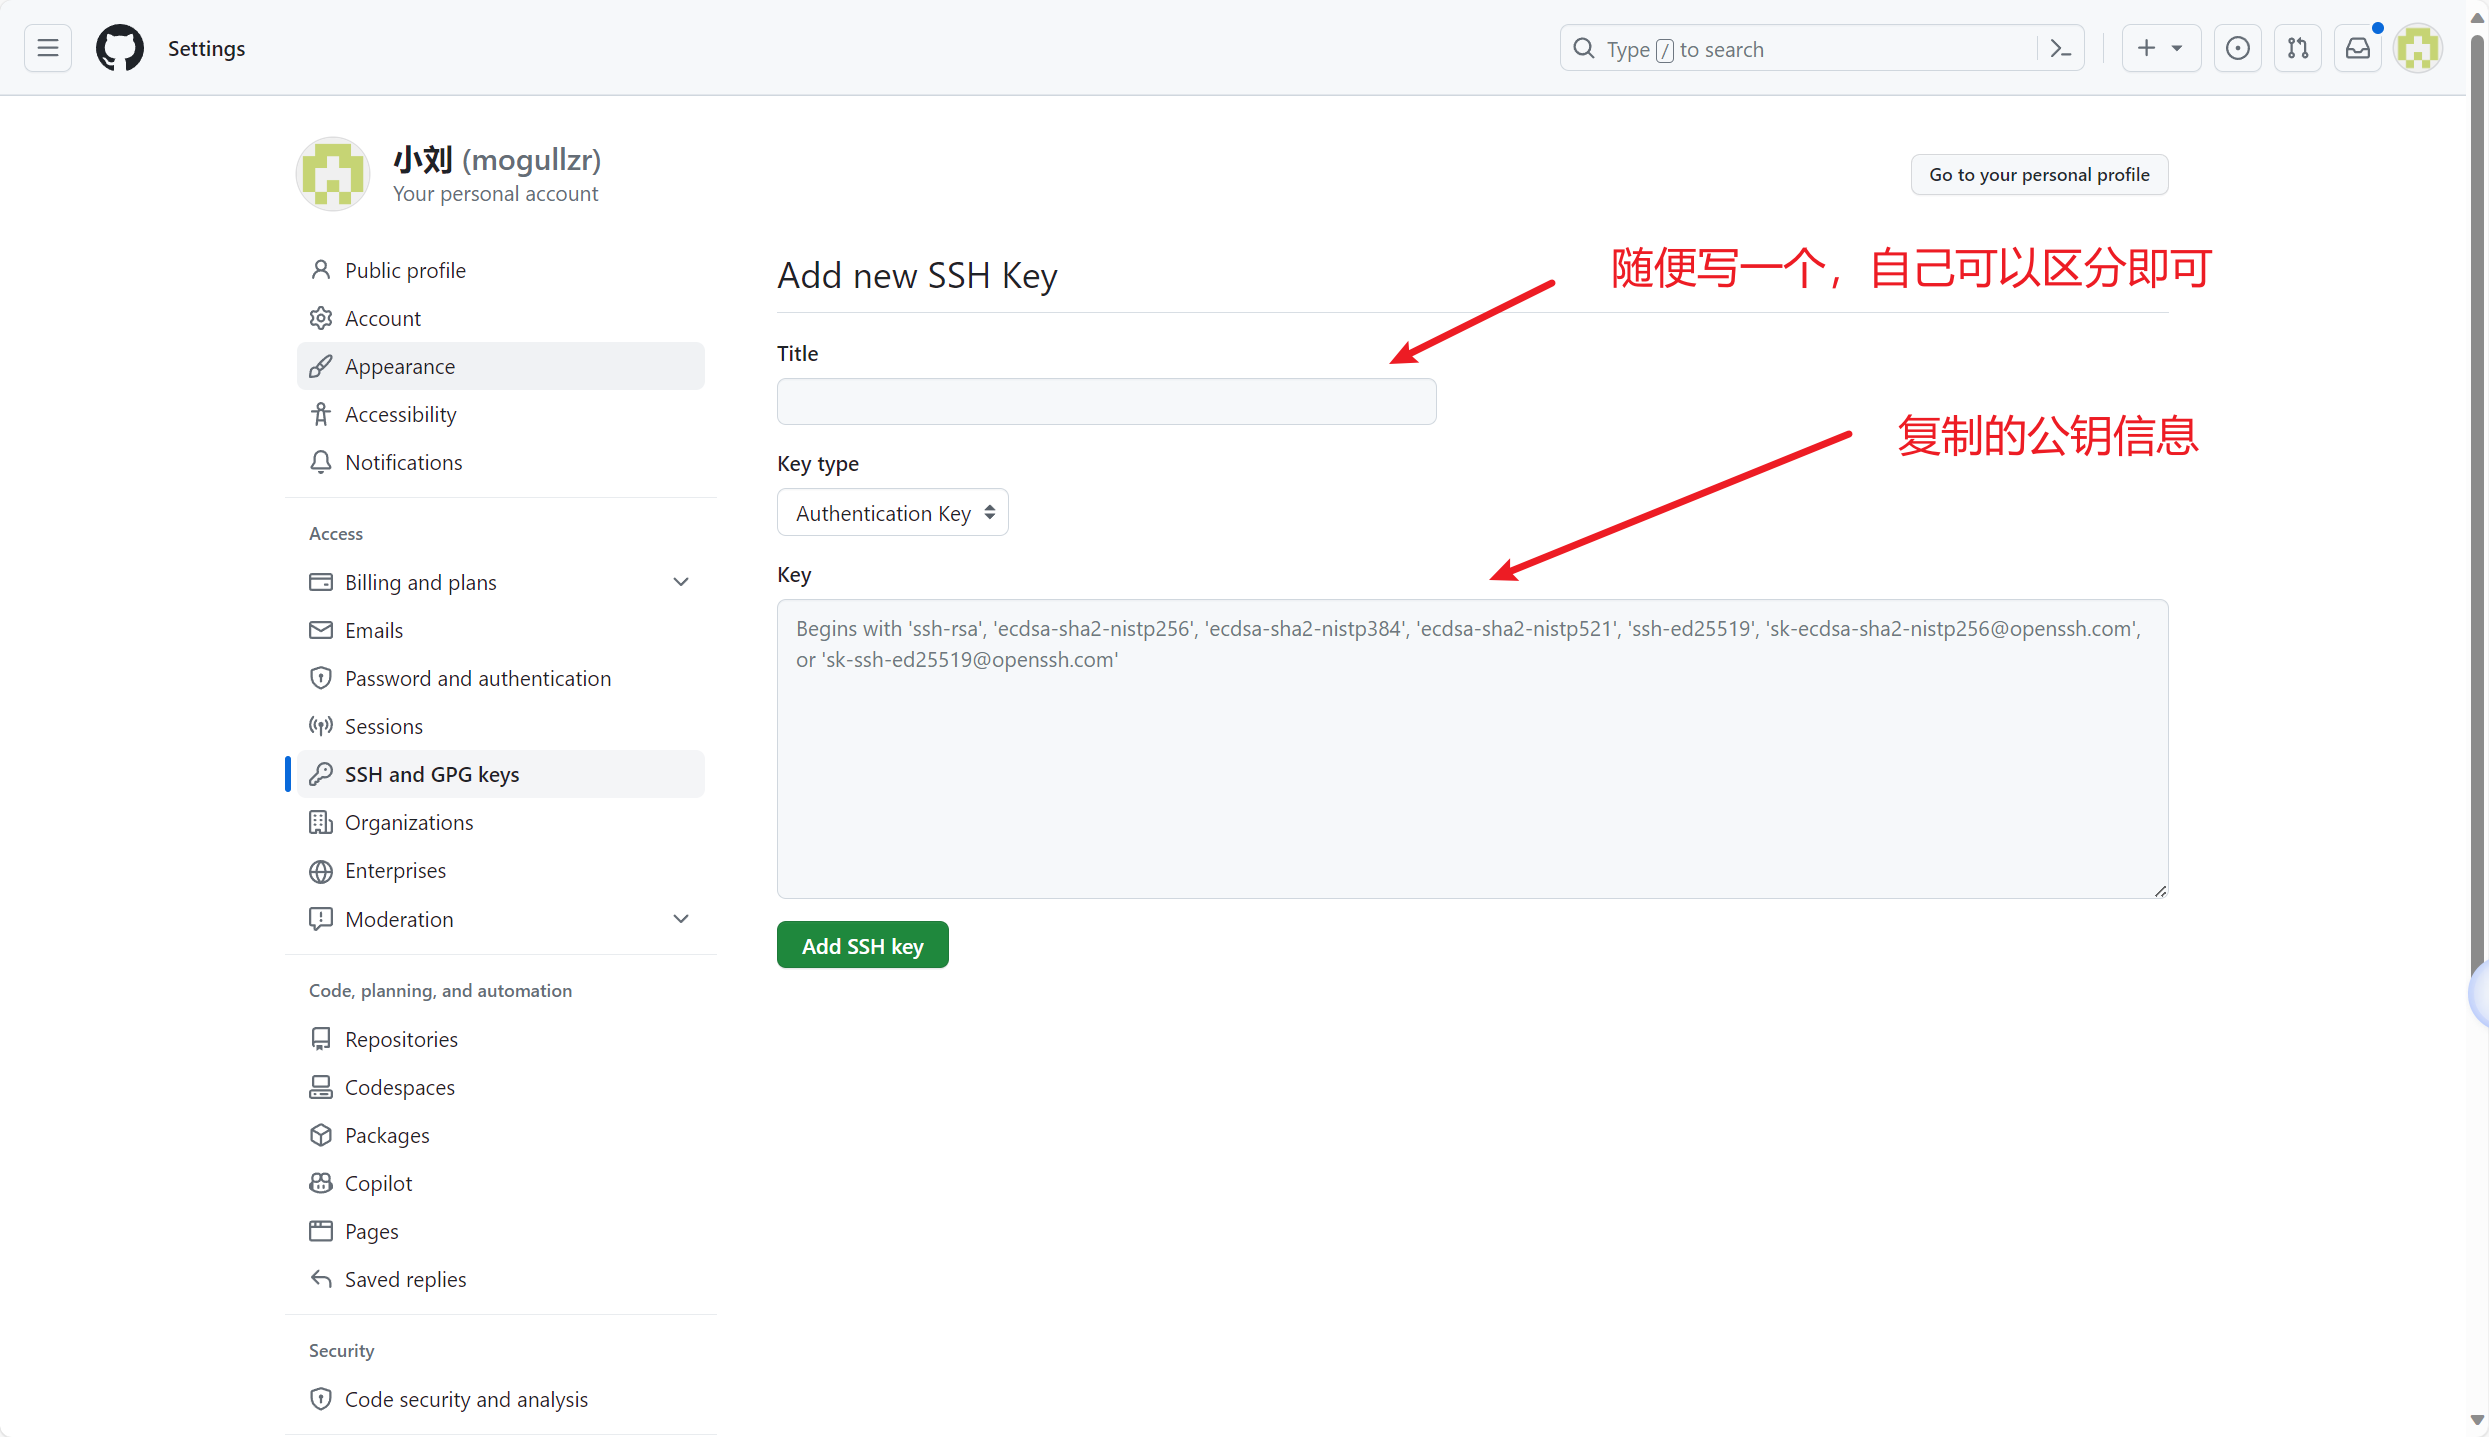 Settings
Type / to search
小刘 (mogullzr)
Your personal account
Go to your personal profile
Public profile
Account
Appearance
Accessibility
Notifications
Access
Billing and plans
Emails
Password and authentication
Sessions
SSH and GPG keys
Organizations
Enterprises
Moderation
Code, planning, and automation
Repositories
Codespaces
Packages
Copilot
Pages
Saved replies
Security
Code security and analysis
Add new SSH Key
随便写一个，自己可以区分即可
Title
复制的公钥信息
Key type
Authentication Key
Key
Begins with 'ssh-rsa', 'ecdsa-sha2-nistp256', 'ecdsa-sha2-nistp384', 'ecdsa-sha2-nistp521', 'ssh-ed25519', 'sk-ecdsa-sha2-nistp256@openssh.com',
or 'sk-ssh-ed25519@openssh.com'
Add SSH key